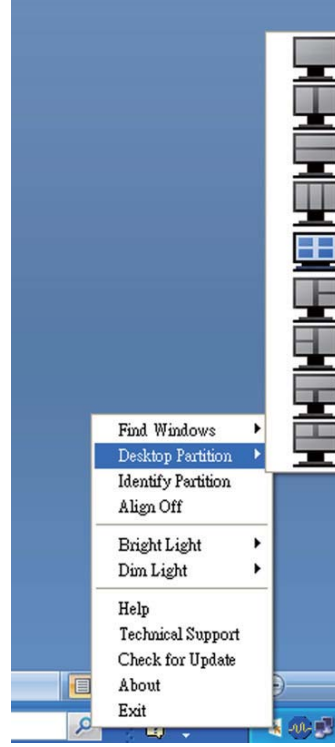 Find Windows
Desktop Partition
Identify Partition
Align Off
Bright Light
Dim Light
Help
Technical Support
Check for Update
About
Exit